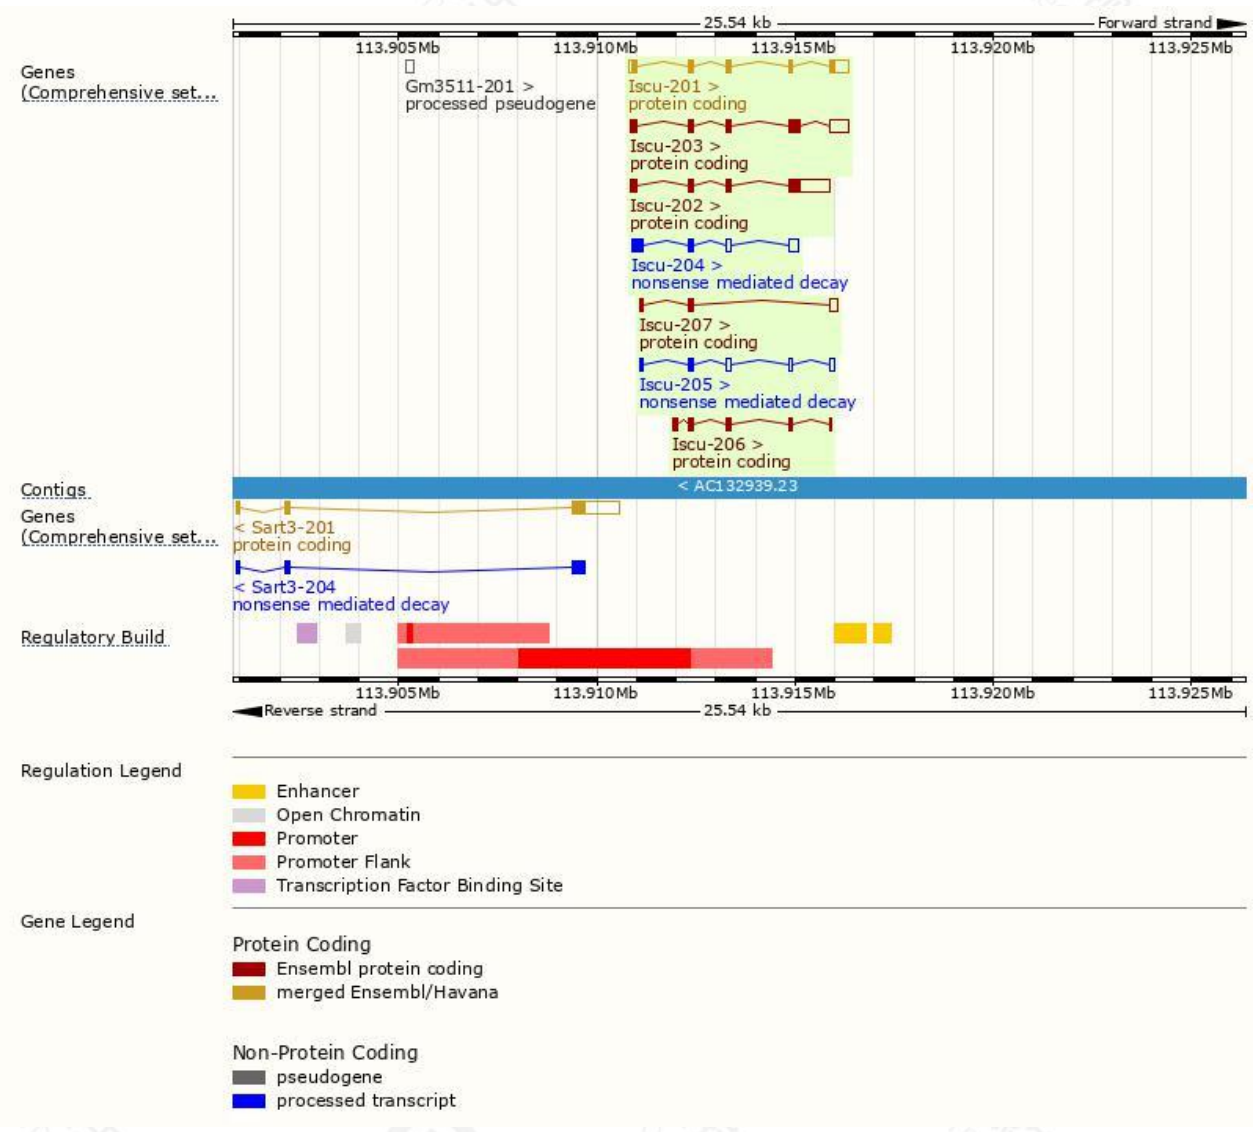 25.54 kb Forward strand
113.905Mb 113.910Mb 113.915Mb 113.920Mb 113.925Mb
Genes
(Comprehensive set...
Gm3511-201 >
processed pseudogene
Iscu-201 >
protein coding
Iscu-203 >
protein coding
Iscu-202 >
protein coding
Iscu-204 >
nonsense mediated decay
Iscu-207 >
protein coding
Iscu-205 >
nonsense mediated decay
Iscu-206 >
protein coding
Contigs
< AC132939.23
Genes
(Comprehensive set...
< Sart3-201
protein coding
< Sart3-204
nonsense mediated decay
Regulatory Build
113.905Mb 113.910Mb 113.915Mb 113.920Mb 113.925Mb
Reverse strand 25.54 kb
Regulation Legend
Enhancer
Open Chromatin
Promoter
Promoter Flank
Transcription Factor Binding Site
Gene Legend
Protein Coding
Ensembl protein coding
merged Ensembl/Havana
Non-Protein Coding
pseudogene
processed transcript